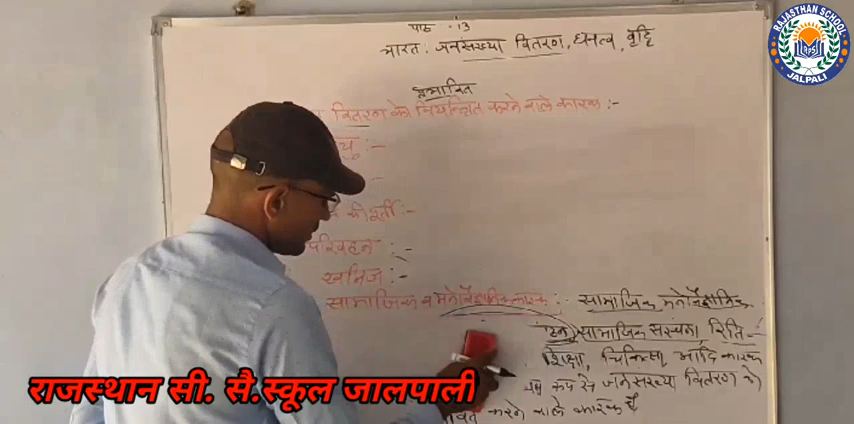 पाठ - 13
भारत : जनसंख्या वितरण, घनत्व, वृद्धि
प्रभावित
वितरण को नियन्त्रित करने वाले कारक :-
यु :-
:-
की पूर्ती :-
परिवहन :-
खनिज :-
सामाजिक व मनोवैज्ञानिक कारक :- सामाजिक मनोवैज्ञानिक
सामाजिक संरचना, रिति -
शिक्षा, चिकित्सा, आदि कारक
रूप से जनसंख्या वितरण को
करने वाले कारक है
RAJASTHAN SCHOOL
RPS
JALPALI
राजस्थान सी. सै.स्कूल जालपाली